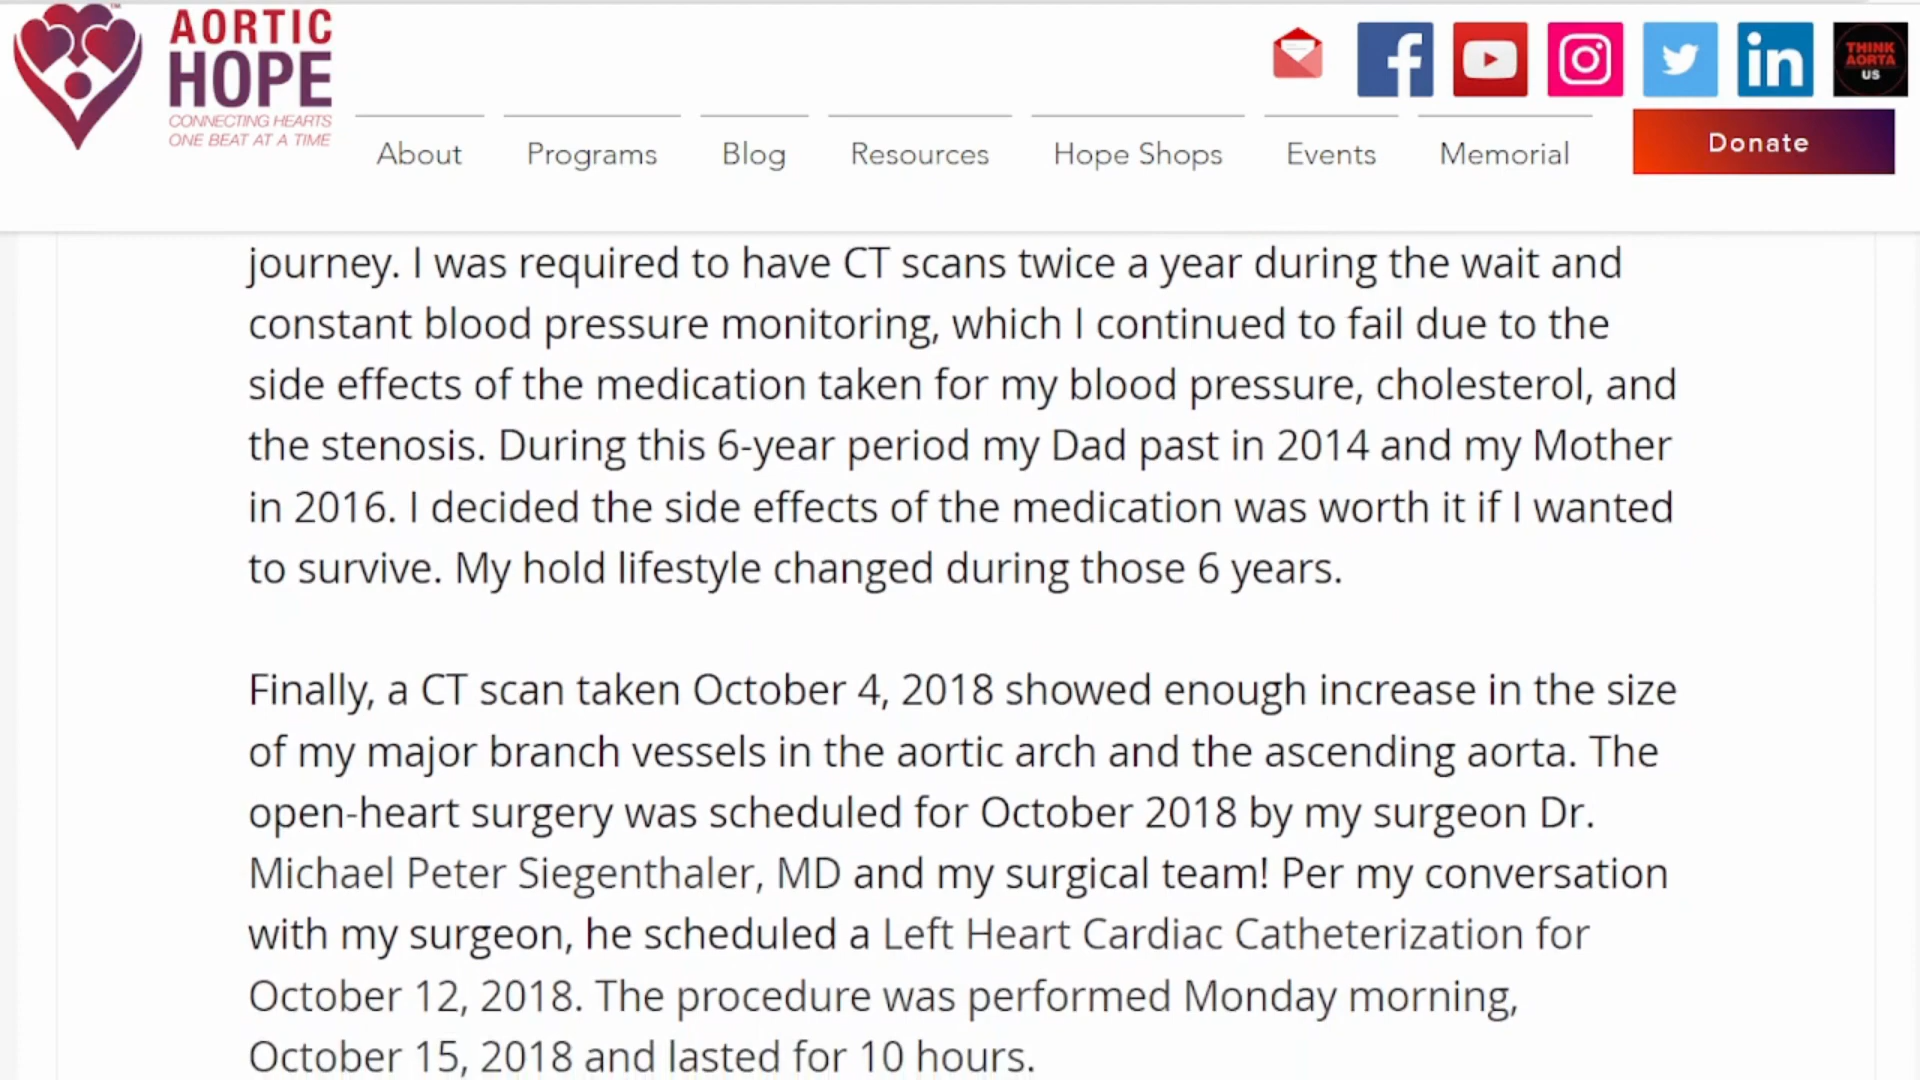 AORTIC
HOPE
CONNECTING HEARTS
ONE BEAT AT A TIME
THINK
AORTA
US
About
Programs
Blog
Resources
Hope Shops
Events
Memorial
Donate
journey. I was required to have CT scans twice a year during the wait and
constant blood pressure monitoring, which I continued to fail due to the
side effects of the medication taken for my blood pressure, cholesterol, and
the stenosis. During this 6-year period my Dad past in 2014 and my Mother
in 2016. I decided the side effects of the medication was worth it if I wanted
to survive. My hold lifestyle changed during those 6 years.
Finally, a CT scan taken October 4, 2018 showed enough increase in the size
of my major branch vessels in the aortic arch and the ascending aorta. The
open-heart surgery was scheduled for October 2018 by my surgeon Dr.
Michael Peter Siegenthaler, MD and my surgical team! Per my conversation
with my surgeon, he scheduled a Left Heart Cardiac Catheterization for
October 12, 2018. The procedure was performed Monday morning,
October 15, 2018 and lasted for 10 hours.